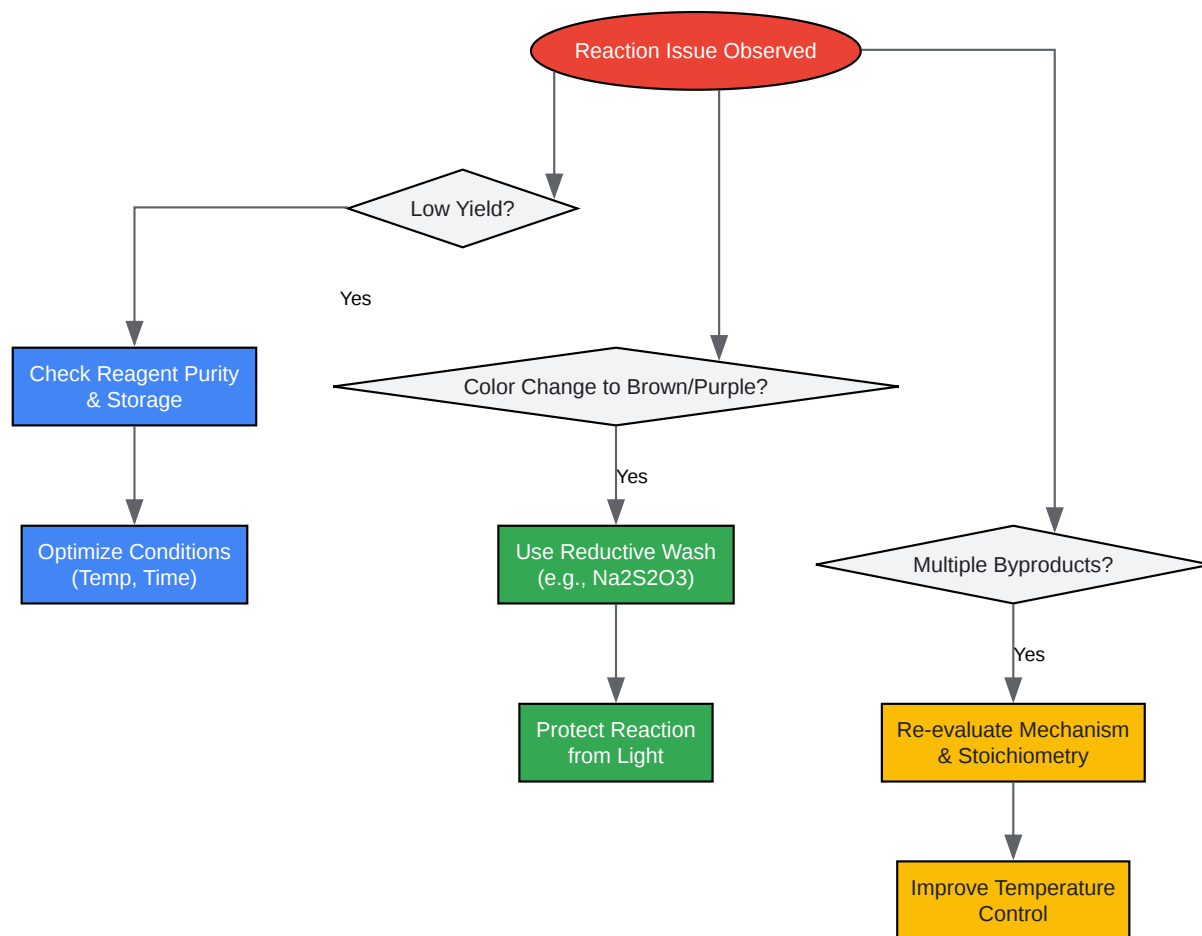 Reaction Issue Observed
Low Yield?
Yes
Check Reagent Purity
& Storage
Color Change to Brown/Purple?
Yes
Optimize Conditions
(Temp, Time)
Use Reductive Wash
(e.g., Na2S2O3)
Multiple Byproducts?
Yes
Protect Reaction
from Light
Re-evaluate Mechanism
& Stoichiometry
Improve Temperature
Control